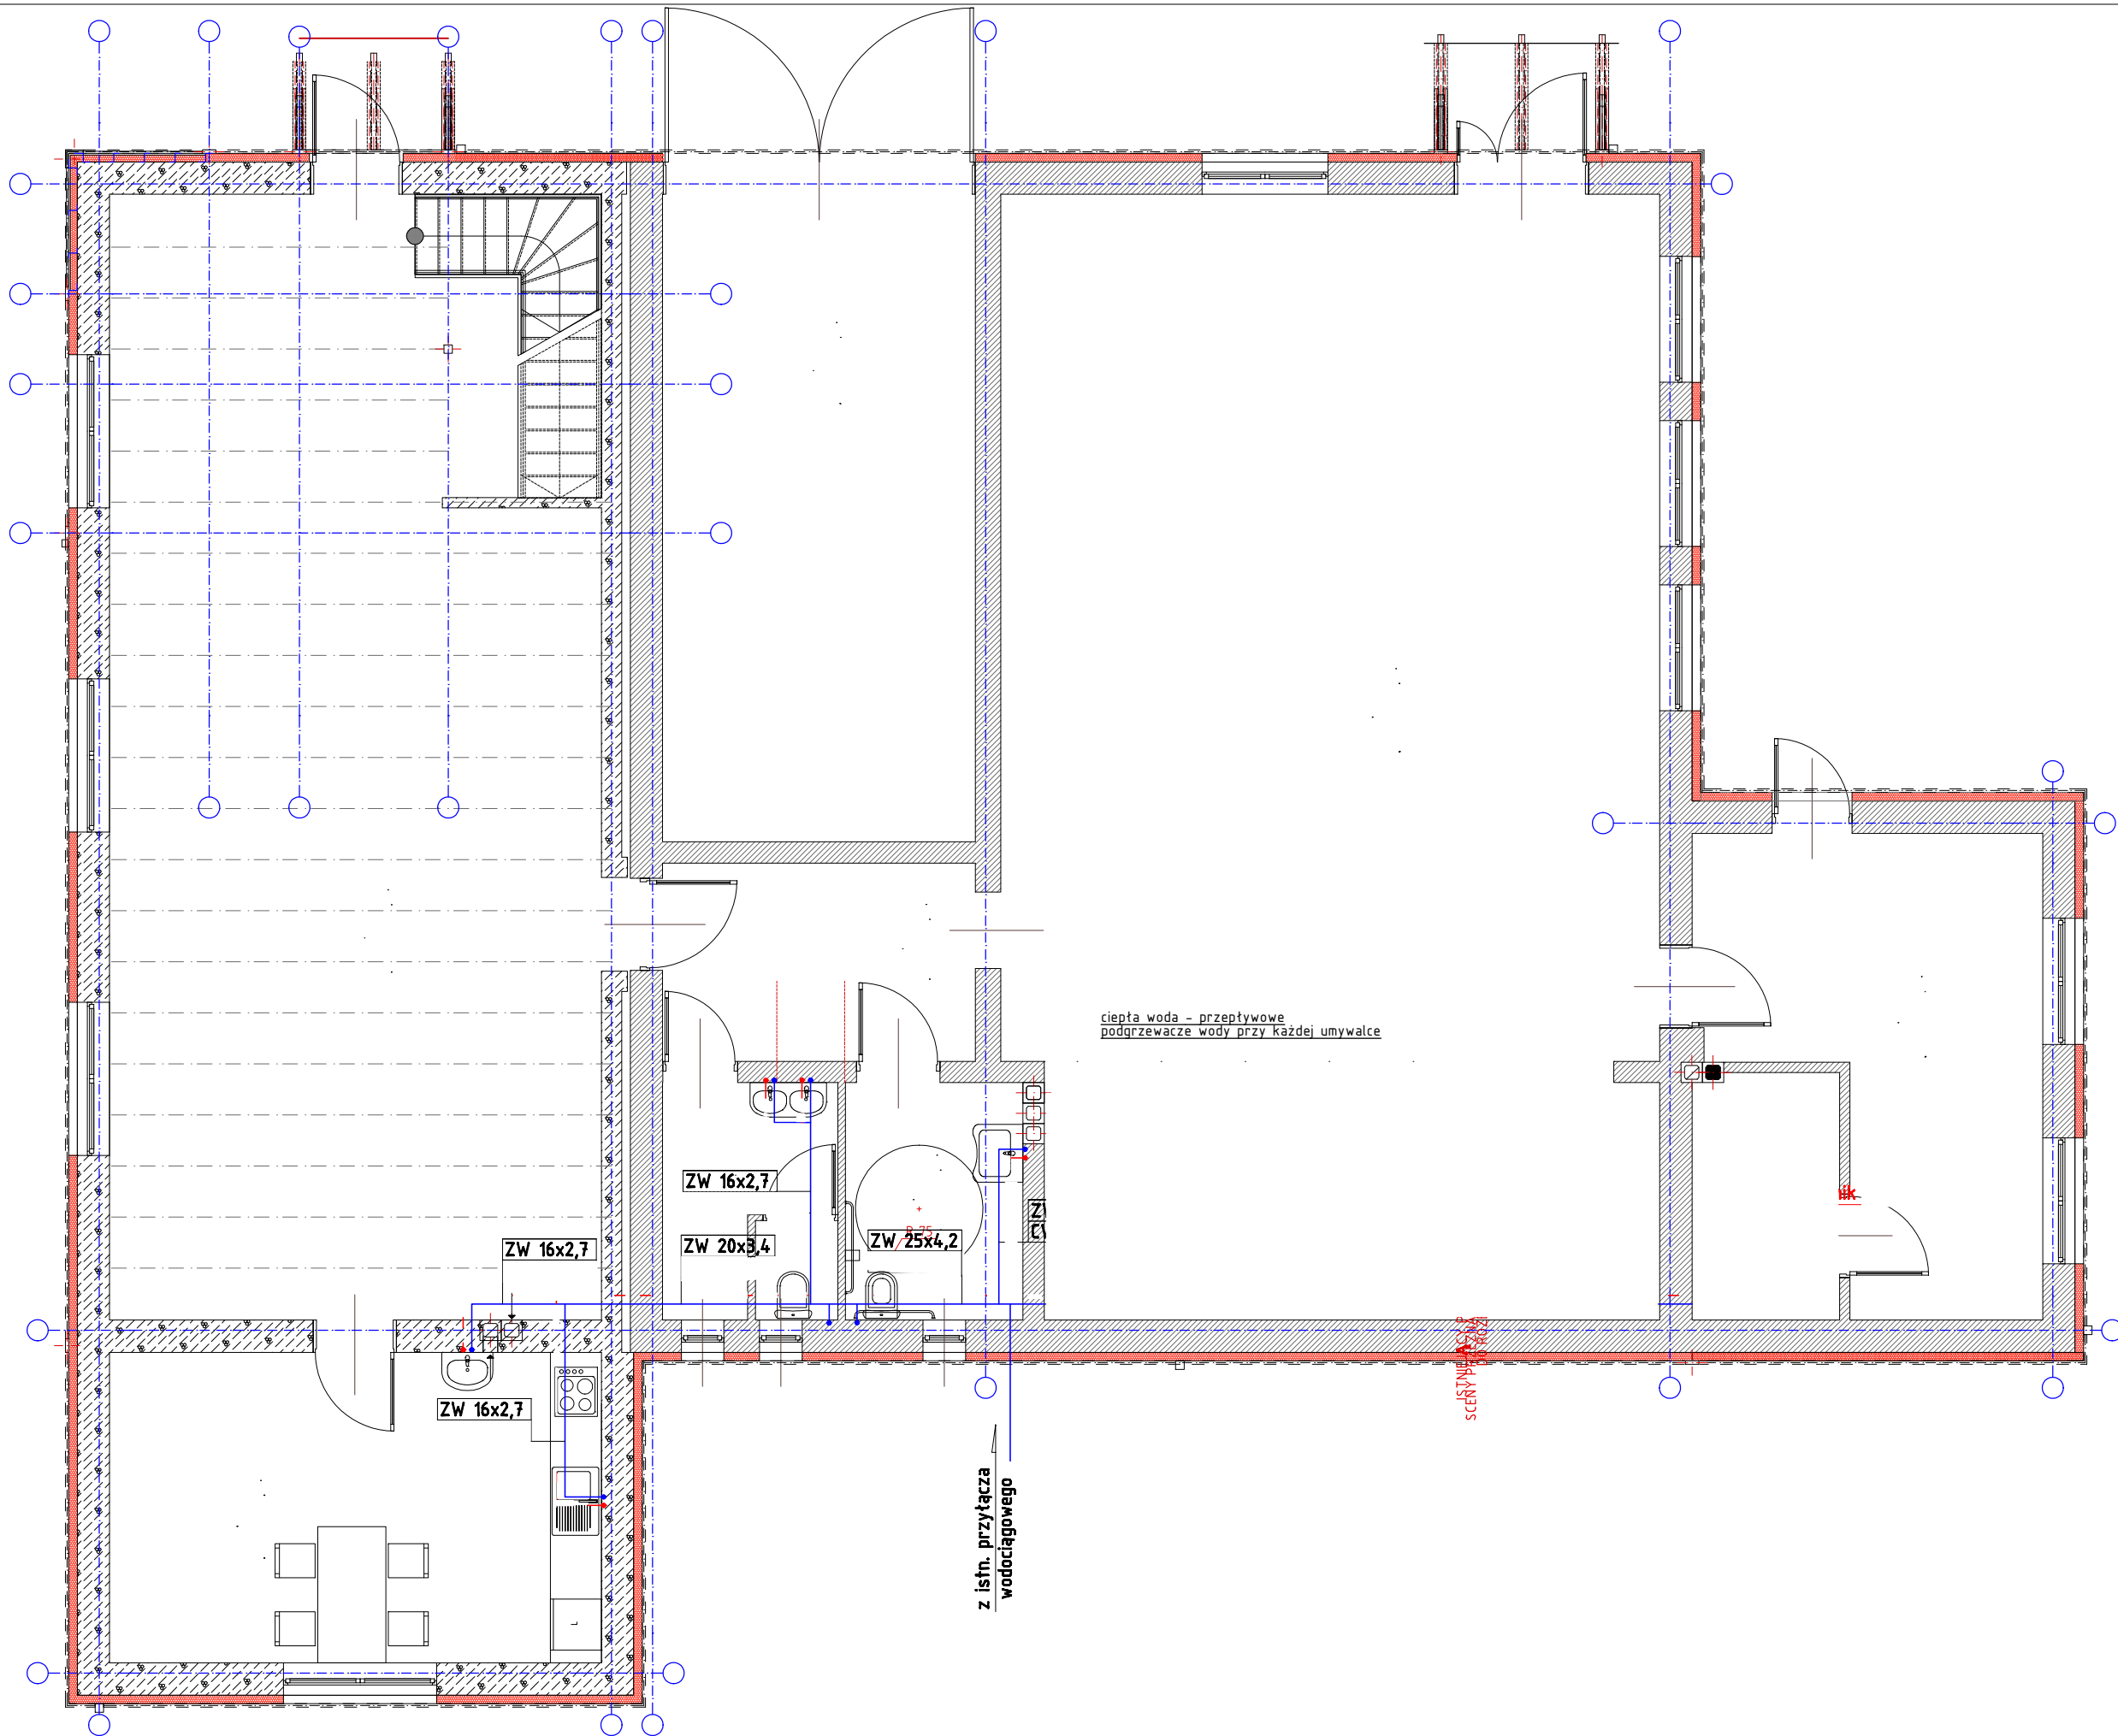 ciepła woda - przepływowe
podgrzewacze wody przy każdej umywalce
ZW 16x2,7
ZW 20x3,4
ZW 25x4,2
ZW 16x2,7
ZW 16x2,7
z istn. przyłącza
wodociągowego
L